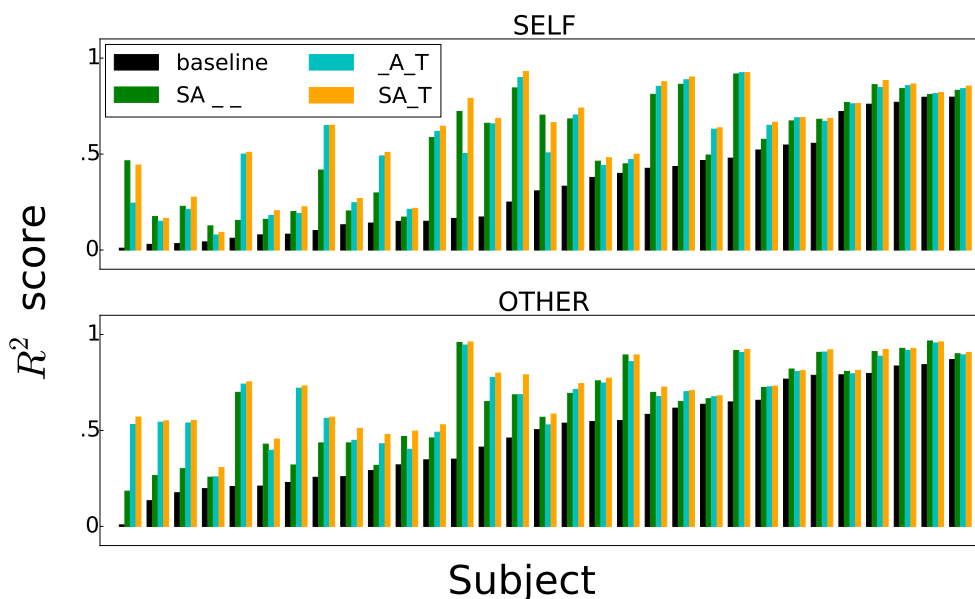 SELF
1
.5
0
baseline
SA _ _
_A_T
SA_T
R² score
OTHER
1
.5
0
Subject